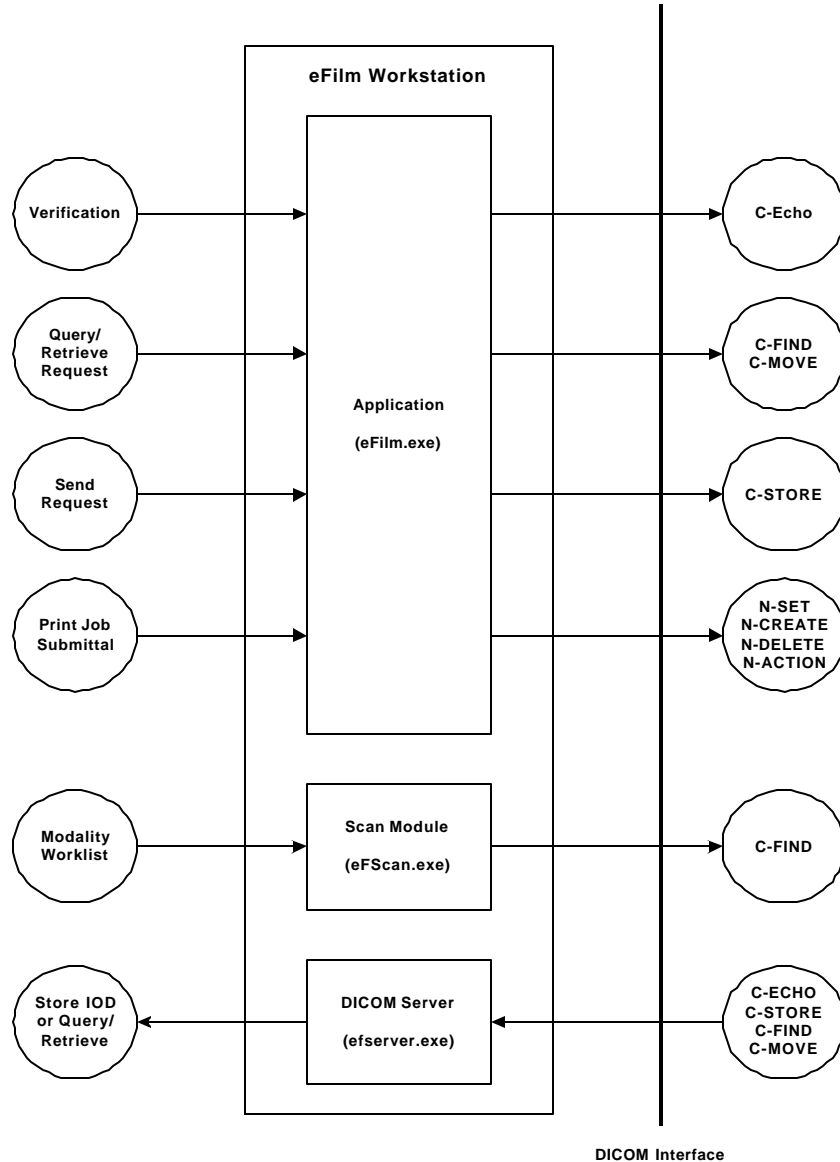 eFilm Workstation
Verification
C-Echo
Query/
Retrieve
Request
C-FIND
C-MOVE
Application
(eFilm.exe)
Send
Request
C-STORE
Print Job
Submittal
N-SET
N-CREATE
N-DELETE
N-ACTION
Modality
Worklist
Scan Module
(eFScan.exe)
C-FIND
Store IOD
or Query/
Retrieve
DICOM Server
(efserver.exe)
C-ECHO
C-STORE
C-FIND
C-MOVE
DICOM Interface